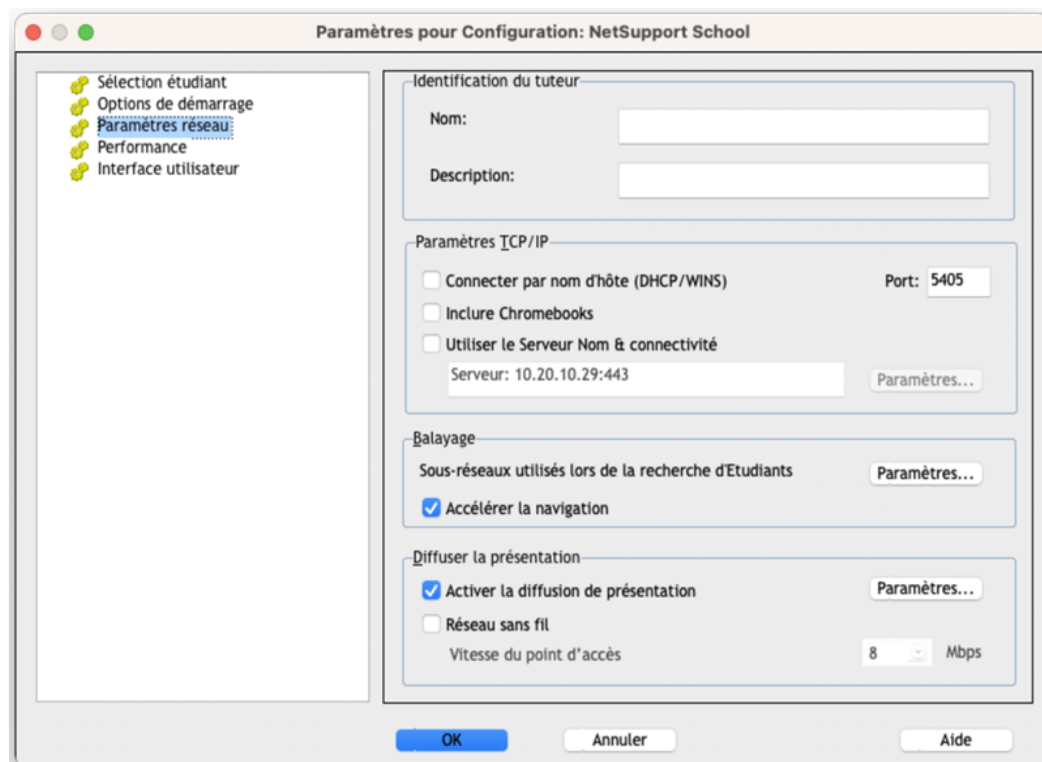 Paramètres pour Configuration: NetSupport School
Sélection étudiant
Options de démarrage
Paramétres réseau
Performance
Interface utilisateur
Identification du tuteur
Nom:
Description:
Paramètres TCP/IP
Connecter par nom d'hôte (DHCP/WINS)
Port: 5405
Inclure Chromebooks
Utiliser le Serveur Nom & connectivité
Serveur: 10.20.10.29:443
Paramètres...
Balayage
Sous-réseaux utilisés lors de la recherche d'Etudiants
Paramètres...
Accélérer la navigation
Diffuser la présentation
Activer la diffusion de présentation
Paramètres...
Réseau sans fil
Vitesse du point d’accès
8 Mbps
OK
Annuler
Aide